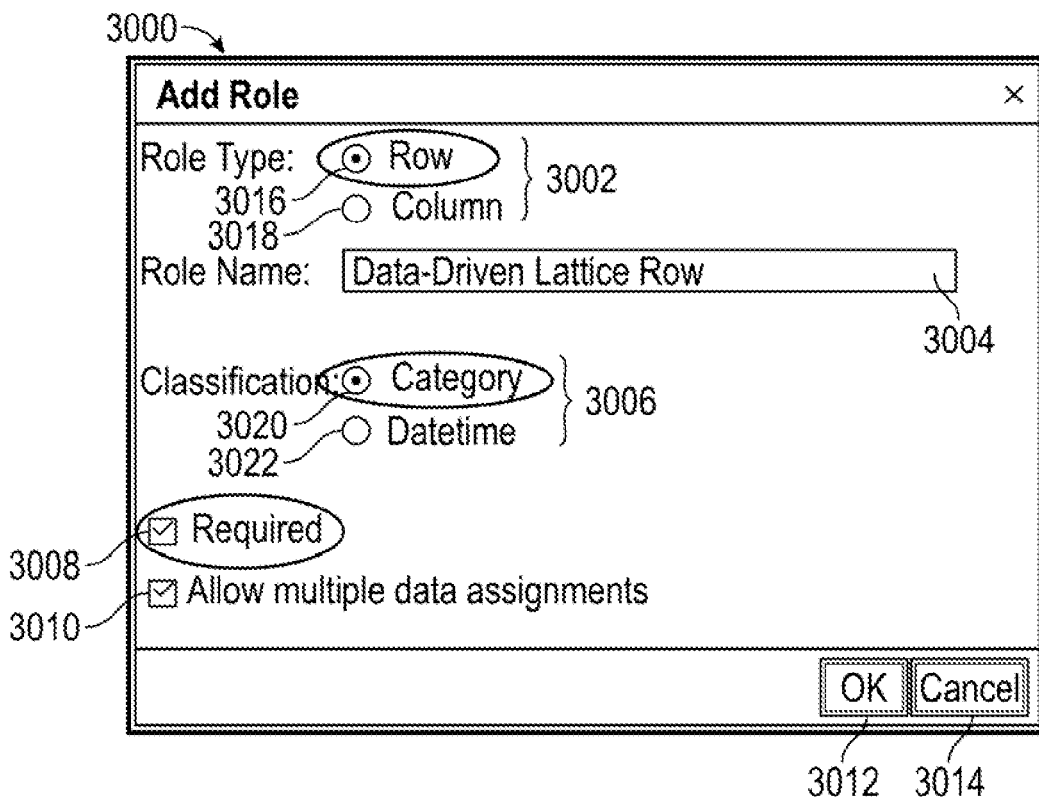 3000
Add Role ×
Role Type: Row
3002
3016
Column
3018
Role Name: Data-Driven Lattice Row
3004
Classification: Category
3006
3020
Datetime
3022
Required
3008
Allow multiple data assignments
3010
OK Cancel
3012 3014